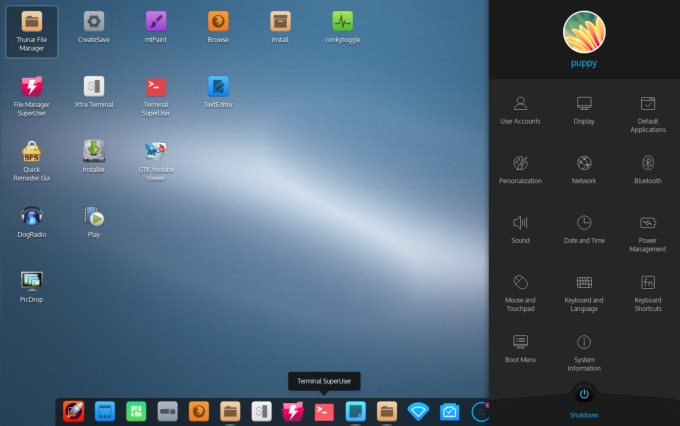 Thunar File
Manager
CreateSave
mtPaint
Browse
Install
conkytoggle
File Manager
SuperUser
Xfce Terminal
Terminal
SuperUser
TextEditor
SFS
Quick
Remaster Gui
Installer
GTK Youtube
Viewer
DogRadio
Play
PicDrop
Terminal SuperUser
puppy
User Accounts
Display
Default
Applications
Personalization
Network
Bluetooth
Sound
Date and Time
Power
Management
Mouse and
Touchpad
Keyboard and
Language
fn
Keyboard
Shortcuts
Boot Menu
System
Information
Shutdown